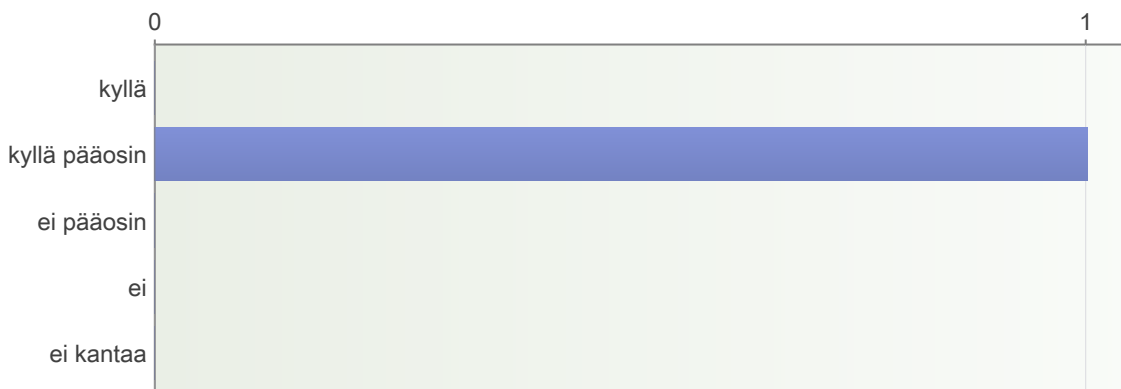 0 1
kyllä
kyllä pääosin
ei pääosin
ei
ei kantaa